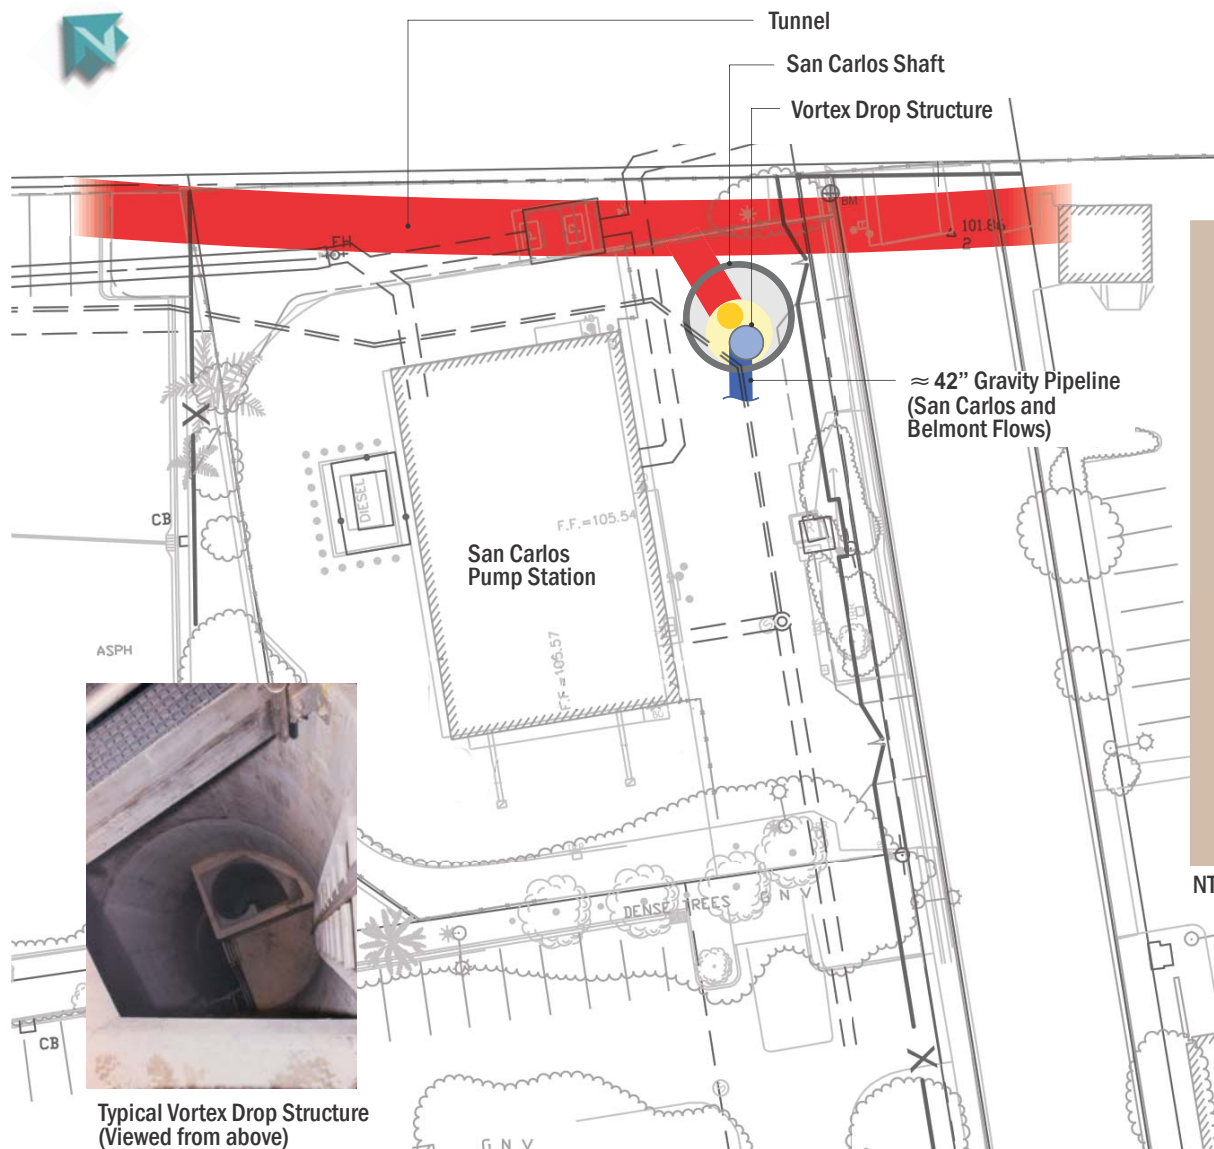 N
Tunnel
San Carlos Shaft
Vortex Drop Structure
FH
BM
101.86
2
≈ 42” Gravity Pipeline
(San Carlos and
Belmont Flows)
DIESEL
CB
F.F.=105.54
San Carlos
Pump Station
F.F.=105.57
ASPH
NT
DENSE TREES
G N V
CB
Typical Vortex Drop Structure
(Viewed from above)
G N V